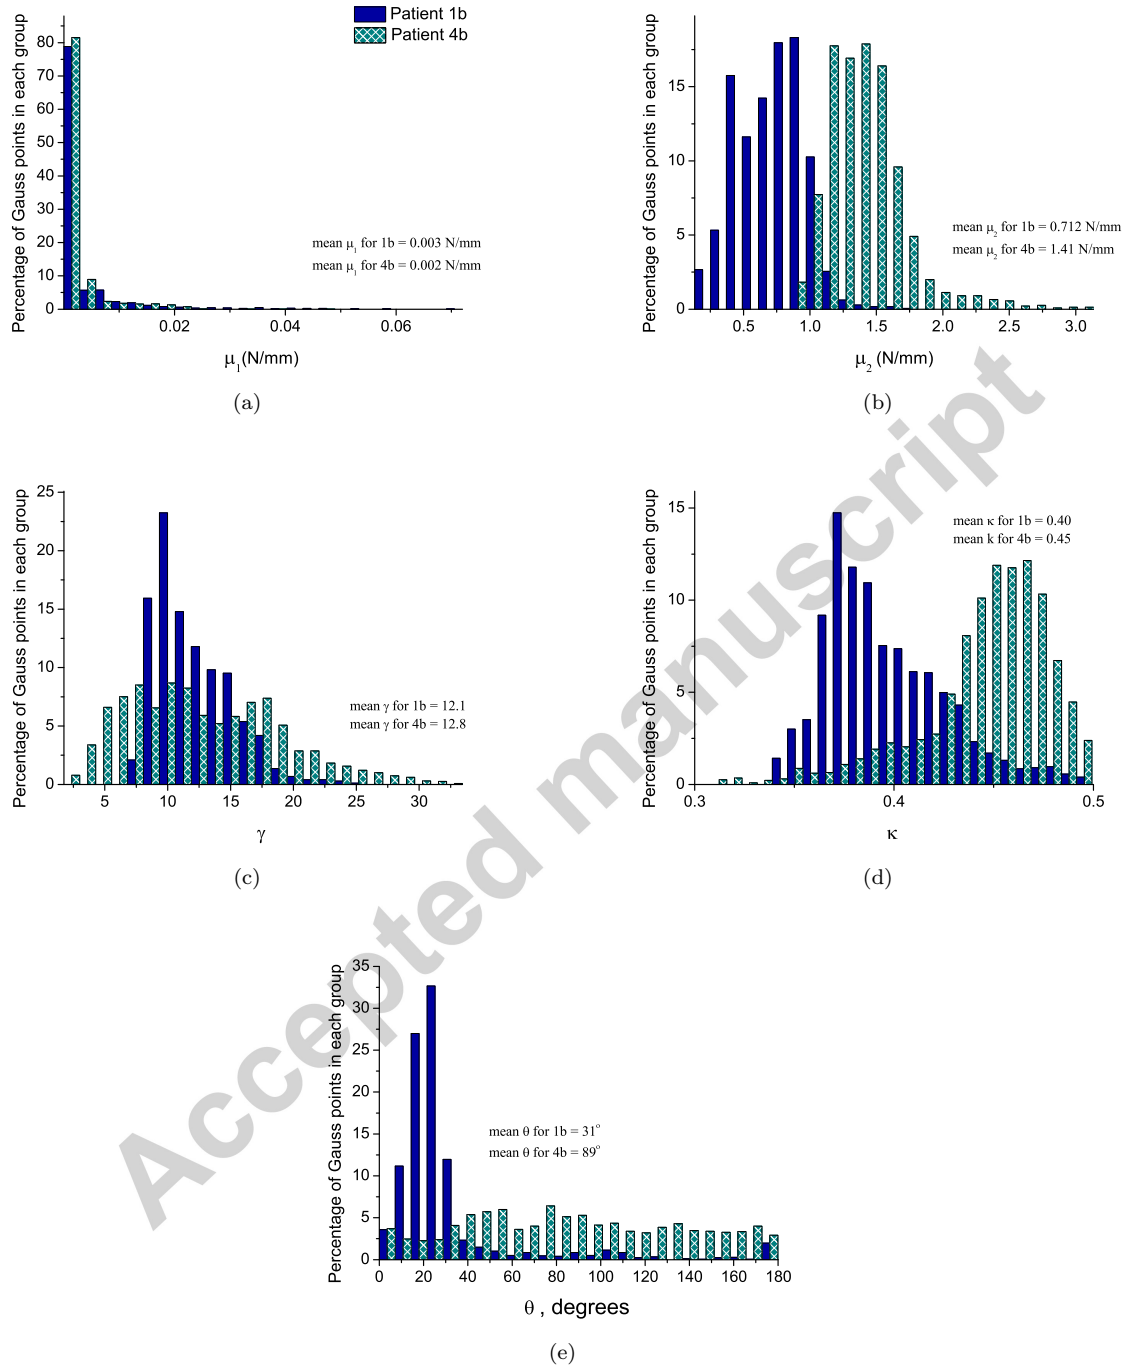 Patient 1b
Patient 4b
Percentage of Gauss points in each group
80
70
60
50
40
30
20
10
0
0.02
0.04
0.06
mean μ1 for 1b = 0.003 N/mm
mean μ1 for 4b = 0.002 N/mm
μ1(N/mm)
(a)
Percentage of Gauss points in each group
15
10
5
0
0.5
1.0
1.5
2.0
2.5
3.0
mean μ2 for 1b = 0.712 N/mm
mean μ2 for 4b = 1.41 N/mm
μ2 (N/mm)
(b)
Percentage of Gauss points in each group
25
20
15
10
5
0
5
10
15
20
25
30
mean γ for 1b = 12.1
mean γ for 4b = 12.8
γ
(c)
Percentage of Gauss points in each group
15
10
5
0
0.3
0.4
0.5
mean κ for 1b = 0.40
mean k for 4b = 0.45
κ
(d)
Percentage of Gauss points in each group
35
30
25
20
15
10
5
0
0
20
40
60
80
100
120
140
160
180
mean θ for 1b = 31°
mean θ for 4b = 89°
θ , degrees
(e)
Accepted manuscript